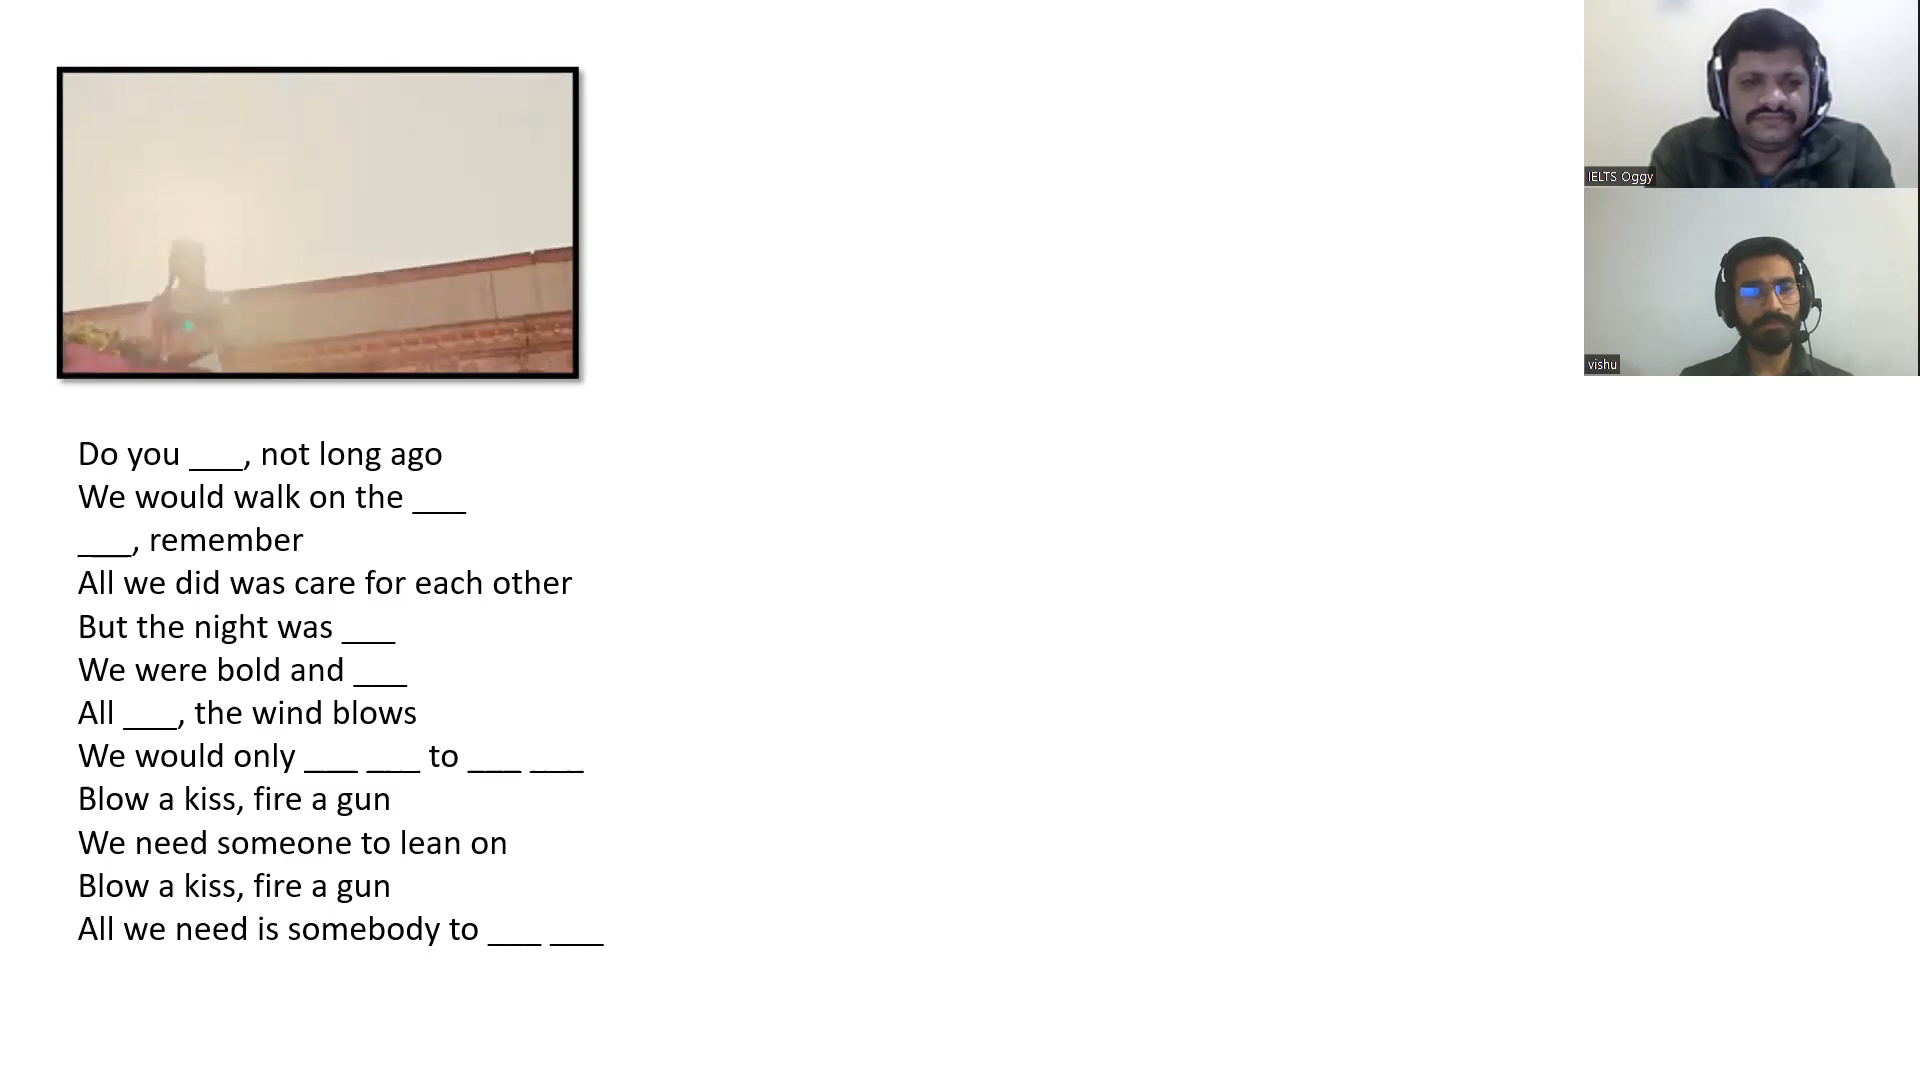 Do you ___, not long ago
We would walk on the ___
___, remember
All we did was care for each other
But the night was ___
We were bold and ___
All ___, the wind blows
We would only ___ ___ to ___ ___
Blow a kiss, fire a gun
We need someone to lean on
Blow a kiss, fire a gun
All we need is somebody to ___ ___
IELTS Oggy
vishu